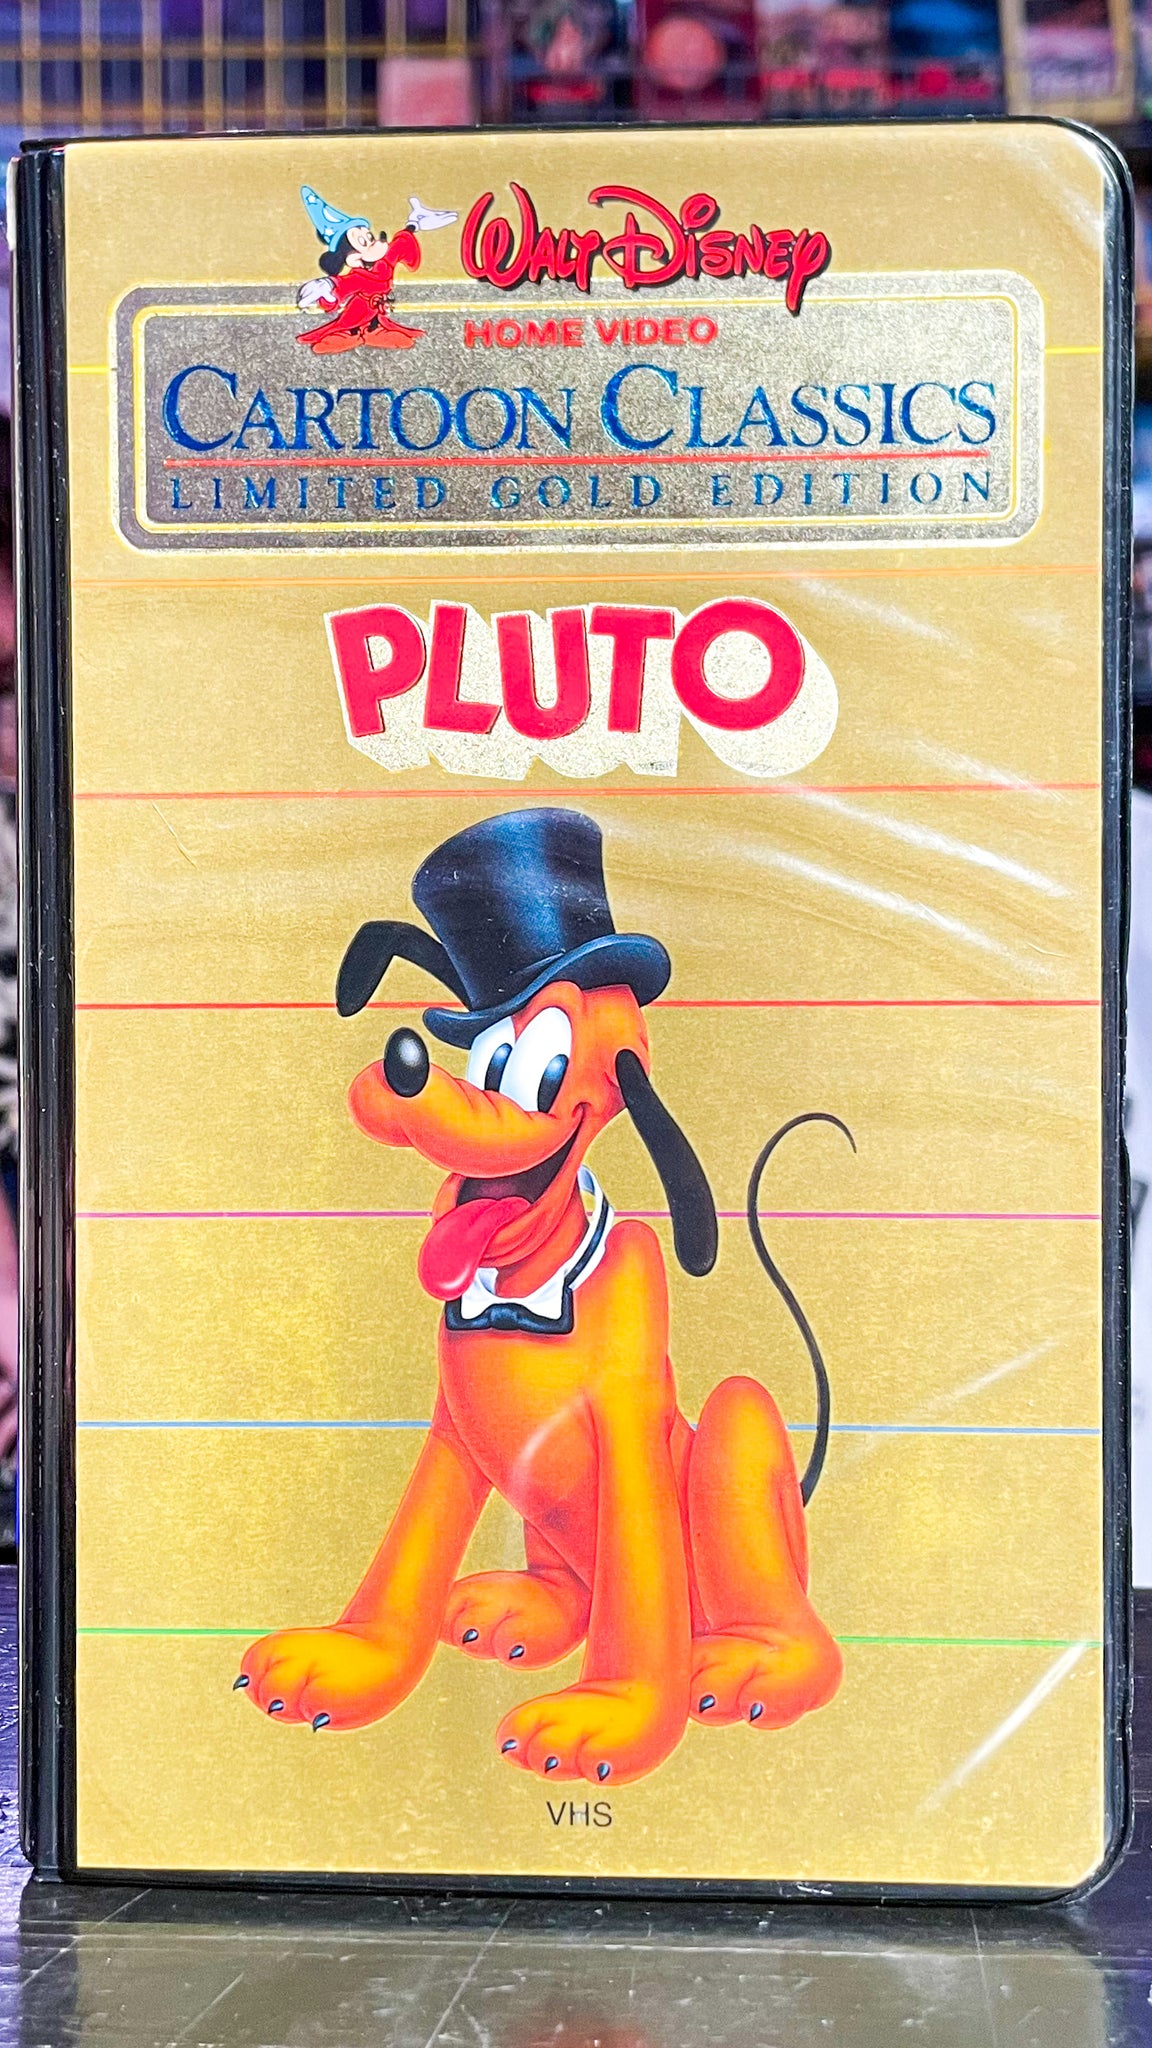 WALT DISNEY
HOME VIDEO
CARTOON CLASSICS
LIMITED GOLD EDITION
PLUTO
VHS